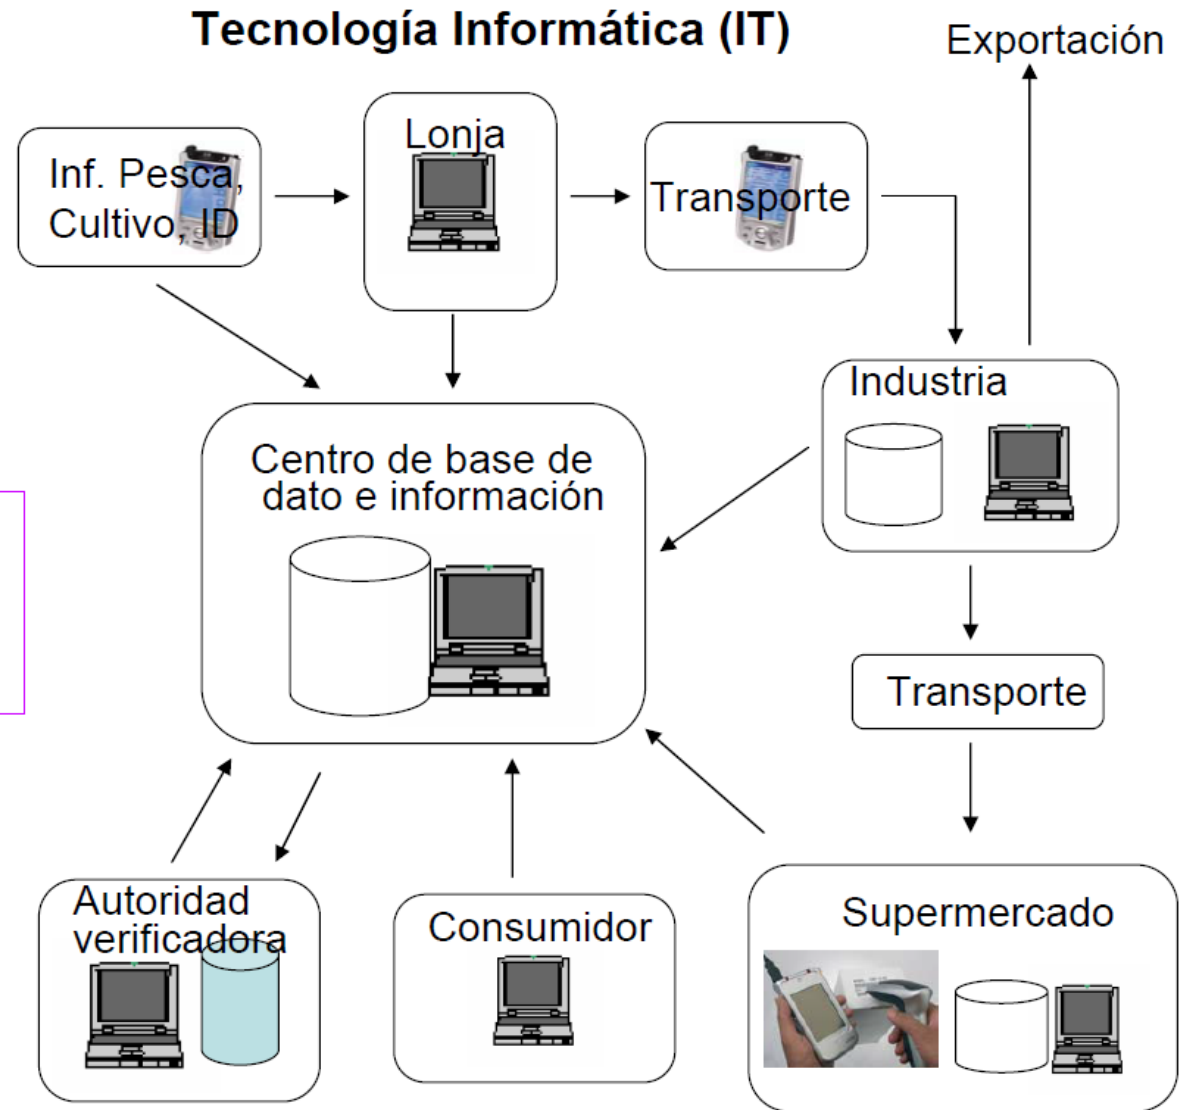 Tecnología Informática (IT)
Exportación
Inf. Pesca,
Cultivo, ID
Lonja
Transporte
Industria
Centro de base de
dato e información
Transporte
Autoridad
verificadora
Consumidor
Supermercado